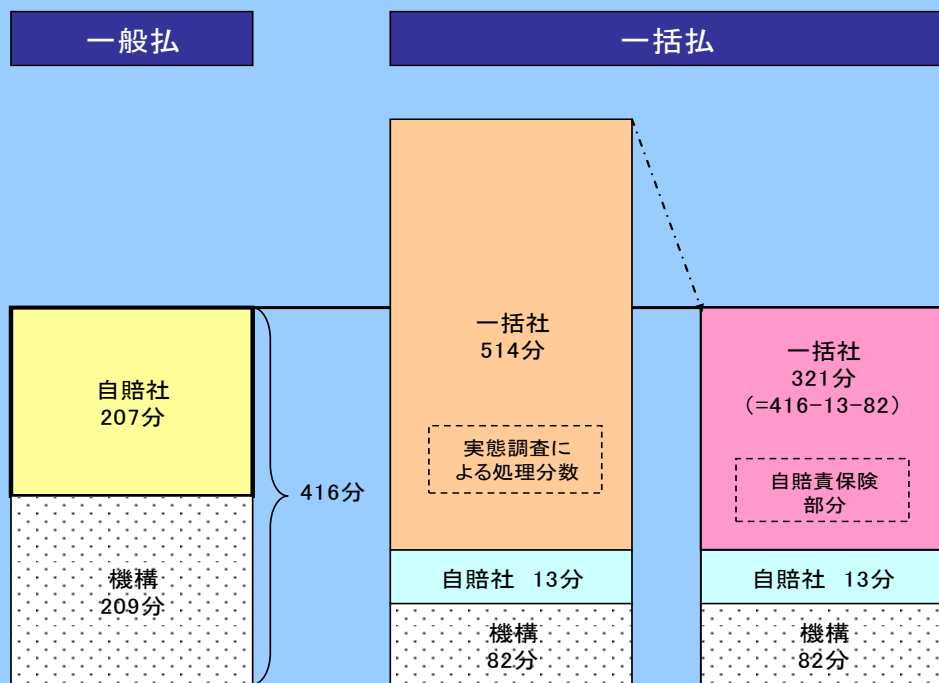 一般払
一括払
自賠社
207分
機構
209分
416分
一括社
514分
実態調査に
よる処理分数
自賠社 13分
機構
82分
一括社
321分
(=416-13-82)
自賠責保険
部分
自賠社 13分
機構
82分